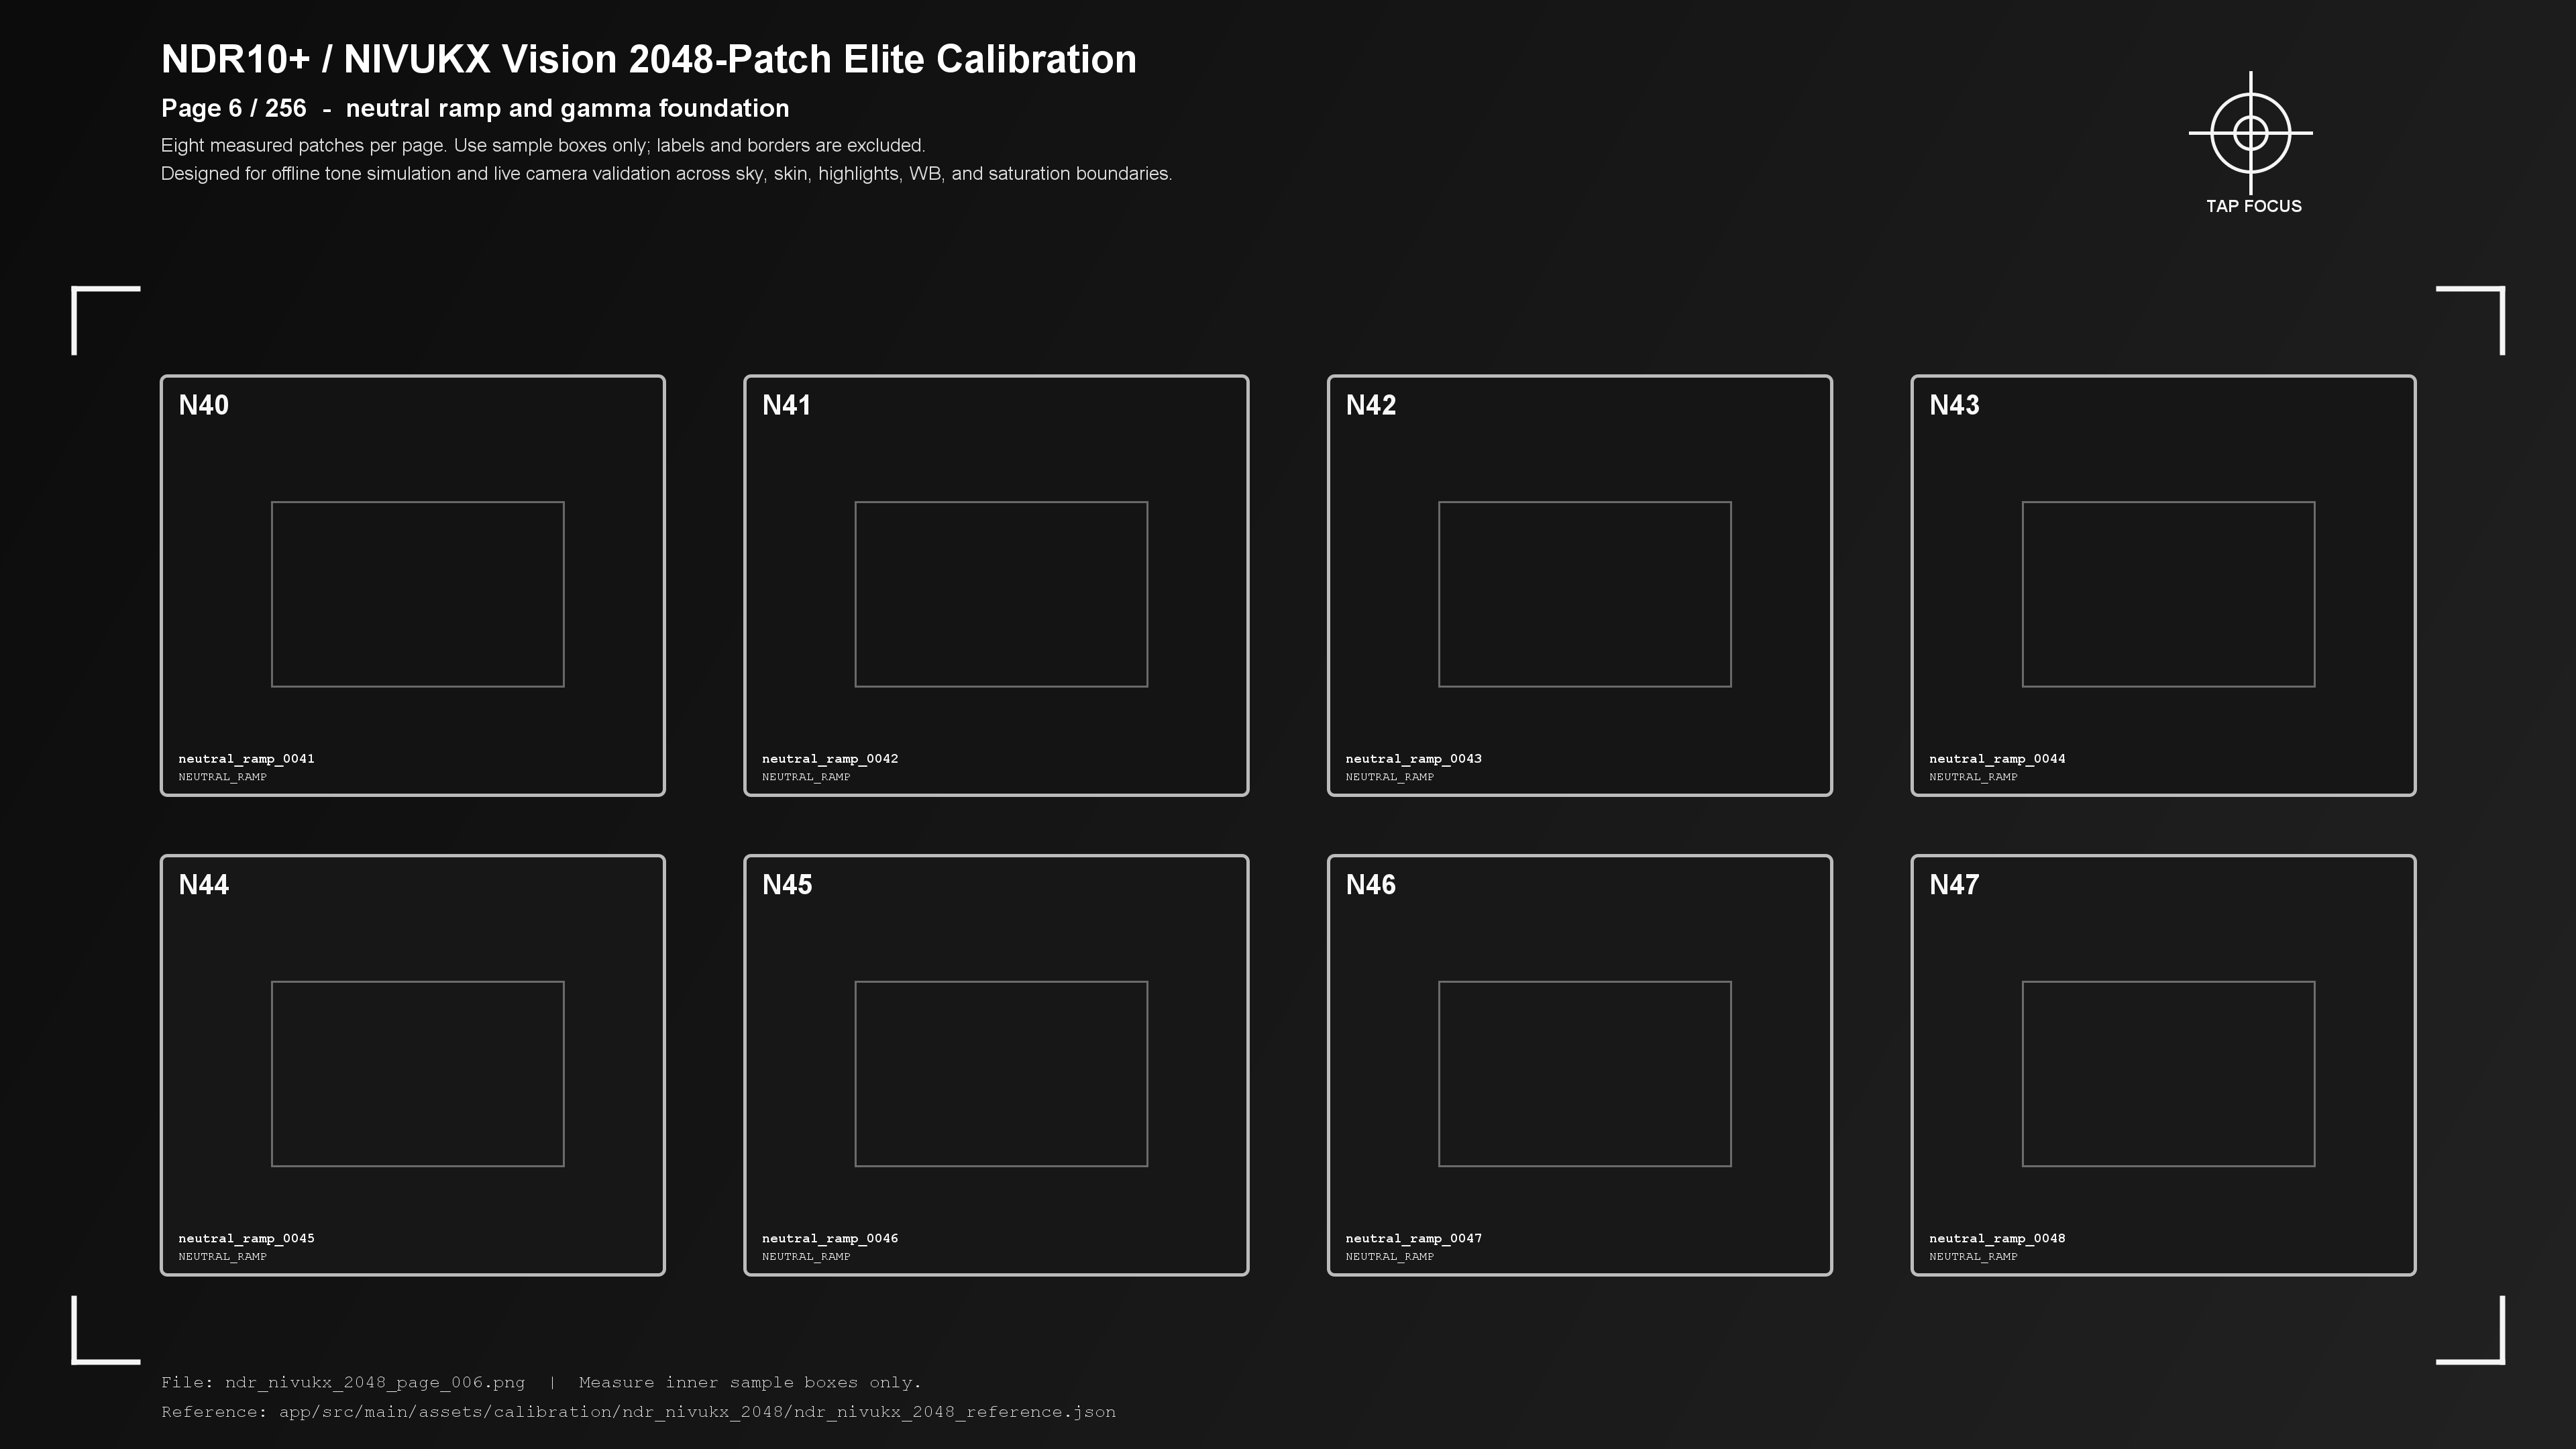 NDR10+ / NIVUKX Vision 2048-Patch Elite Calibration
Page 6 / 256 - neutral ramp and gamma foundation
Eight measured patches per page. Use sample boxes only; labels and borders are excluded.
Designed for offline tone simulation and live camera validation across sky, skin, highlights, WB, and saturation boundaries.
TAP FOCUS
N40
neutral_ramp_0041
NEUTRAL_RAMP
N41
neutral_ramp_0042
NEUTRAL_RAMP
N42
neutral_ramp_0043
NEUTRAL_RAMP
N43
neutral_ramp_0044
NEUTRAL_RAMP
N44
neutral_ramp_0045
NEUTRAL_RAMP
N45
neutral_ramp_0046
NEUTRAL_RAMP
N46
neutral_ramp_0047
NEUTRAL_RAMP
N47
neutral_ramp_0048
NEUTRAL_RAMP
File: ndr_nivukx_2048_page_006.png | Measure inner sample boxes only.
Reference: app/src/main/assets/calibration/ndr_nivukx_2048/ndr_nivukx_2048_reference.json